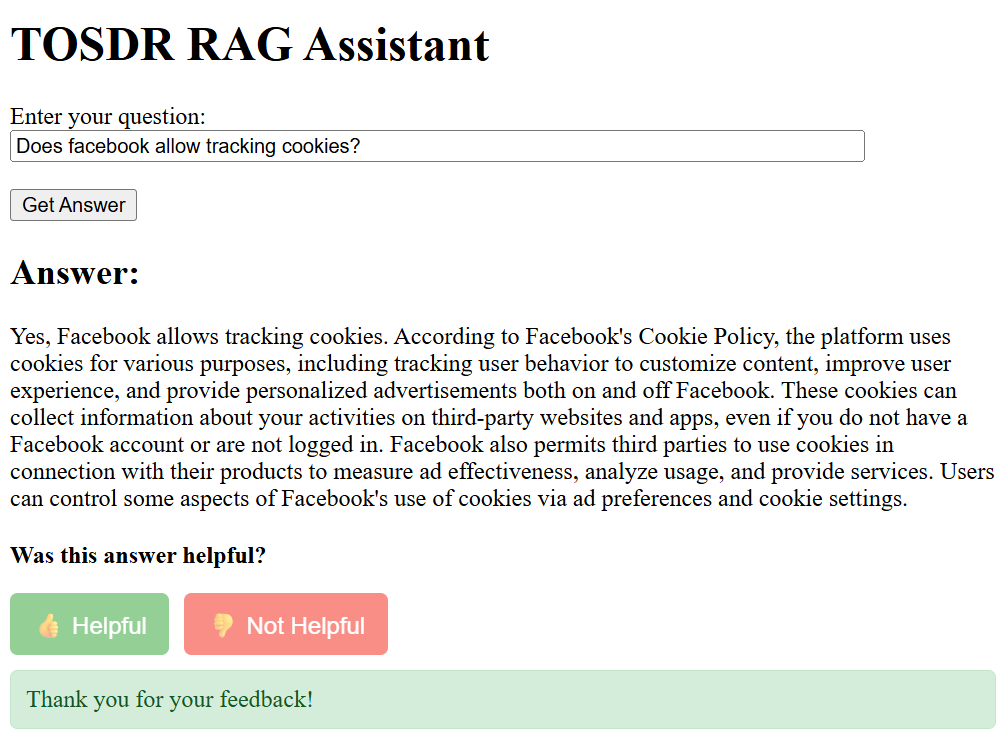 TOSDR RAG Assistant
Enter your question:
Does facebook allow tracking cookies?
Get Answer
Answer:
Yes, Facebook allows tracking cookies. According to Facebook's Cookie Policy, the platform uses
cookies for various purposes, including tracking user behavior to customize content, improve user
experience, and provide personalized advertisements both on and off Facebook. These cookies can
collect information about your activities on third-party websites and apps, even if you do not have a
Facebook account or are not logged in. Facebook also permits third parties to use cookies in
connection with their products to measure ad effectiveness, analyze usage, and provide services. Users
can control some aspects of Facebook's use of cookies via ad preferences and cookie settings.
Was this answer helpful?
👍 Helpful
👎 Not Helpful
Thank you for your feedback!